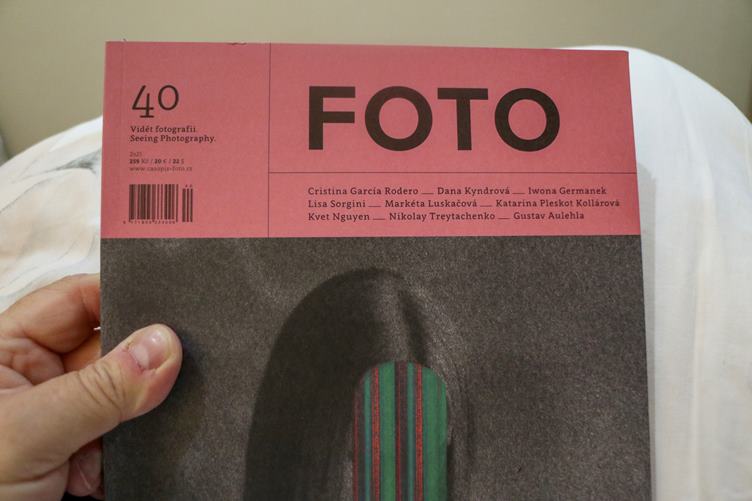 40
Vidět fotografii.
Seeing Photography.
259 Kč / 20 € / 22 $
www.casopis-foto.cz
FOTO
Cristina García Rodero — Dana Kyndrová — Iwona Germanek
Lisa Sorgini — Markéta Luskačová — Katarína Pleskot Kollárová
Kvet Nguyen — Nikolay Treytachenko — Gustav Aulehla